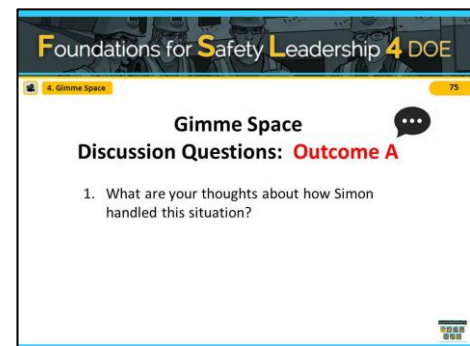 Foundations for Safety Leadership 4 DOE
4. Gimme Space
75
Gimme Space
Discussion Questions: Outcome A
1. What are your thoughts about how Simon
handled this situation?